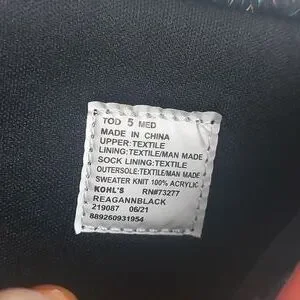 TOD 5 MED
MADE IN CHINA
UPPER:TEXTILE
LINING:TEXTILE/MAN MADE
SOCK LINING:TEXTILE
OUTERSOLE:TEXTILE/MAN MADE
SWEATER KNIT 100% ACRYLIC
KOHL'S RN#73277
REAGANNBLACK
219087 06/21
889260931954